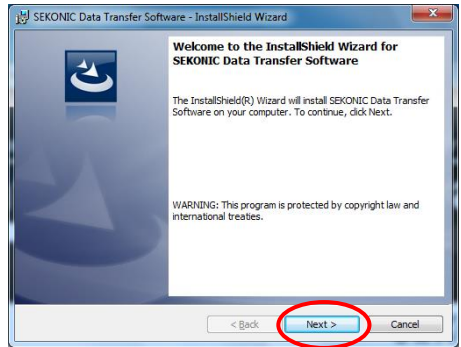 SEKONIC Data Transfer Software - InstallShield Wizard
Welcome to the InstallShield Wizard for
SEKONIC Data Transfer Software
The InstallShield(R) Wizard will install SEKONIC Data Transfer
Software on your computer. To continue, click Next.
WARNING: This program is protected by copyright law and
international treaties.
< Back Next > Cancel